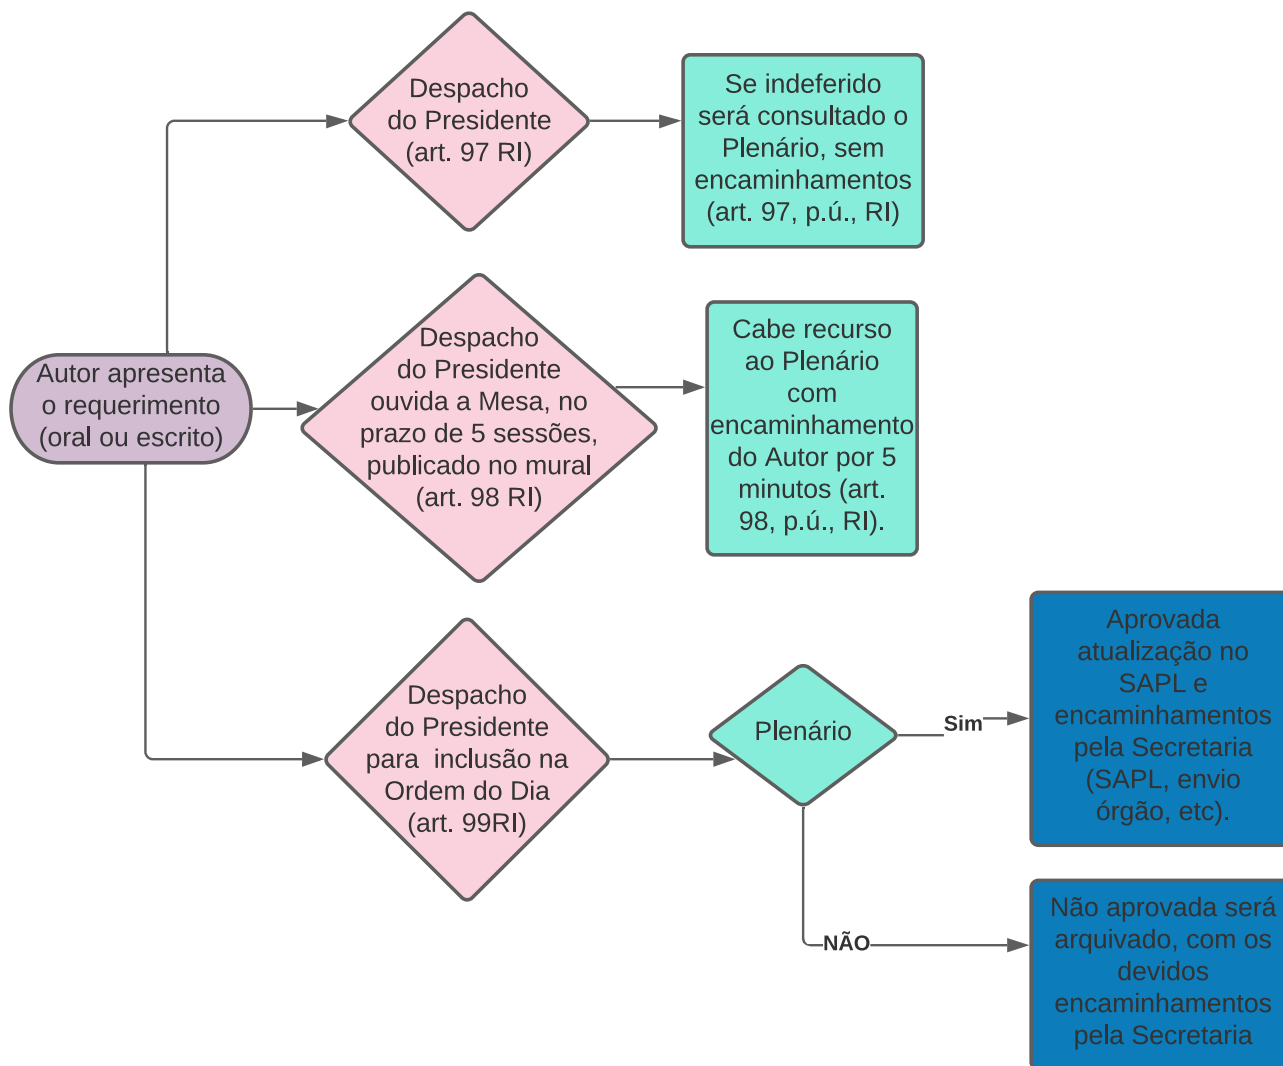 Despacho
do Presidente
(art. 97 RI)
Se indeferido
será consultado o
Plenário, sem
encaminhamentos
(art. 97, p.ú., RI)
Autor apresenta
o requerimento
(oral ou escrito)
Despacho
do Presidente
ouvida a Mesa, no
prazo de 5 sessões,
publicado no mural
(art. 98 RI)
Cabe recurso
ao Plenário
com
encaminhamento
do Autor por 5
minutos (art.
98, p.ú., RI).
Despacho
do Presidente
para  inclusão na
Ordem do Dia
(art. 99RI)
Plenário
Sim
Aprovada
atualização no
SAPL e
encaminhamentos
pela Secretaria
(SAPL, envio
órgão, etc).
NÃO
Não aprovada será
arquivado, com os
devidos
encaminhamentos
pela Secretaria